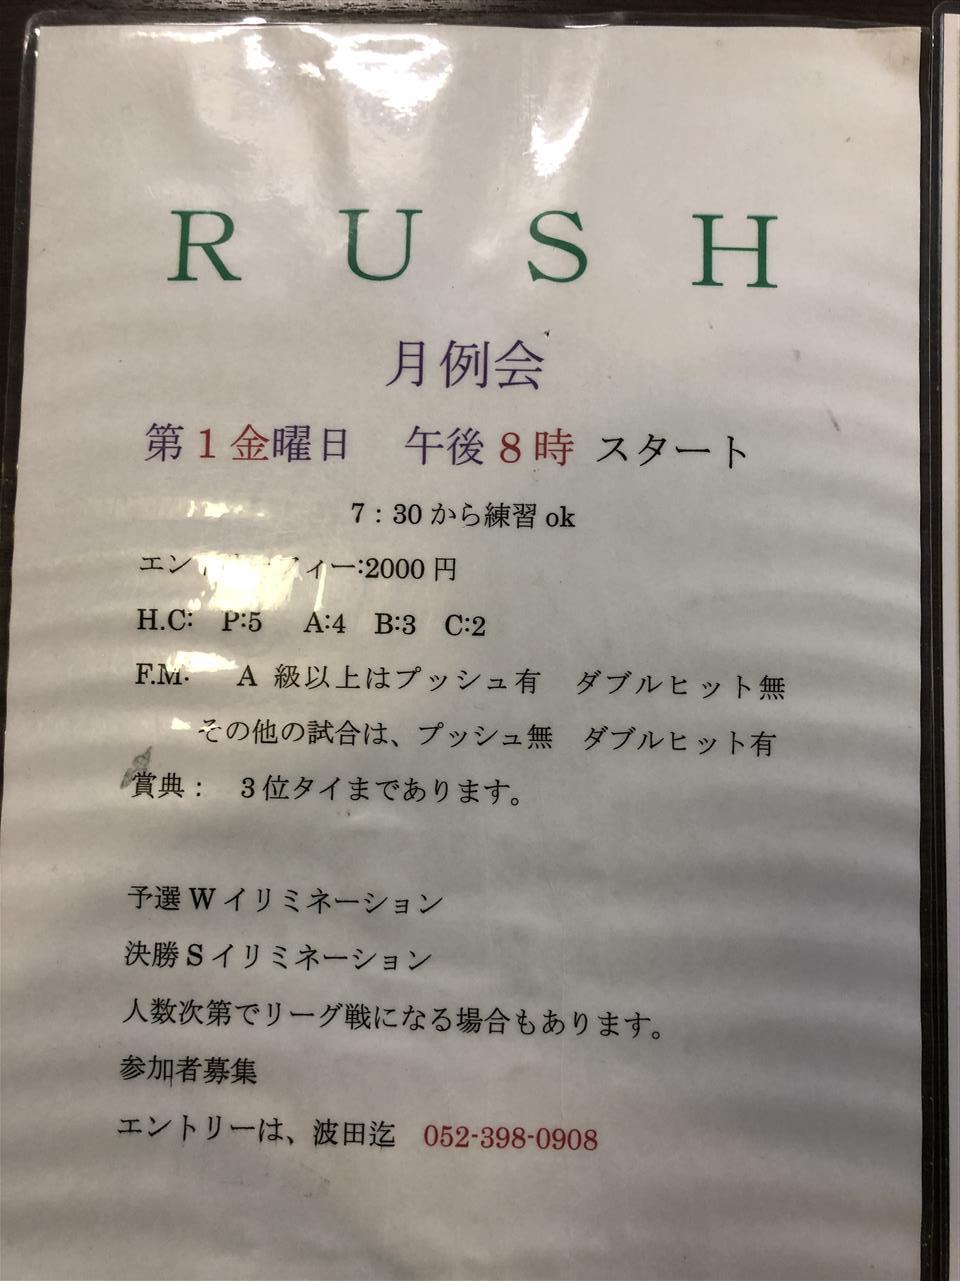 RUSH
月例会
第1金曜日 午後8時 スタート
7:30から練習ok
エントリーフィー:2000円
H.C: P:5 A:4 B:3 C:2
F.M: A 級以上はプッシュ有 ダブルヒット無
その他の試合は、プッシュ無 ダブルヒット有
賞典: 3位タイまであります。
予選Wイリミネーション
決勝Sイリミネーション
人数次第でリーグ戦になる場合もあります。
参加者募集
エントリーは、波田迄 052-398-0908